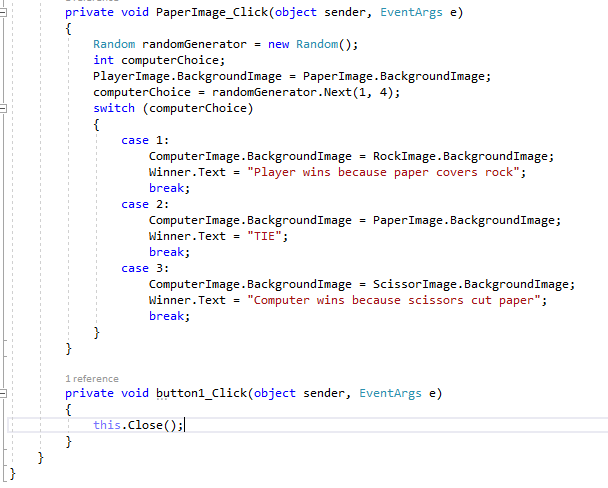 private void PaperImage_Click(object sender, EventArgs e)
{
Random randomGenerator = new Random();
int computerChoice;
PlayerImage.BackgroundImage = PaperImage.BackgroundImage;
computerChoice = randomGenerator.Next(1, 4);
switch (computerChoice)
{
case 1:
ComputerImage.BackgroundImage = RockImage.BackgroundImage;
Winner.Text = "Player wins because paper covers rock";
break;
case 2:
ComputerImage.BackgroundImage = PaperImage.BackgroundImage;
Winner.Text = "TIE";
break;
case 3:
ComputerImage.BackgroundImage = ScissorImage.BackgroundImage;
Winner.Text = "Computer wins because scissors cut paper";
break;
}
}
1 reference
private void button1_Click(object sender, EventArgs e)
{
this.Close();
}
}
}